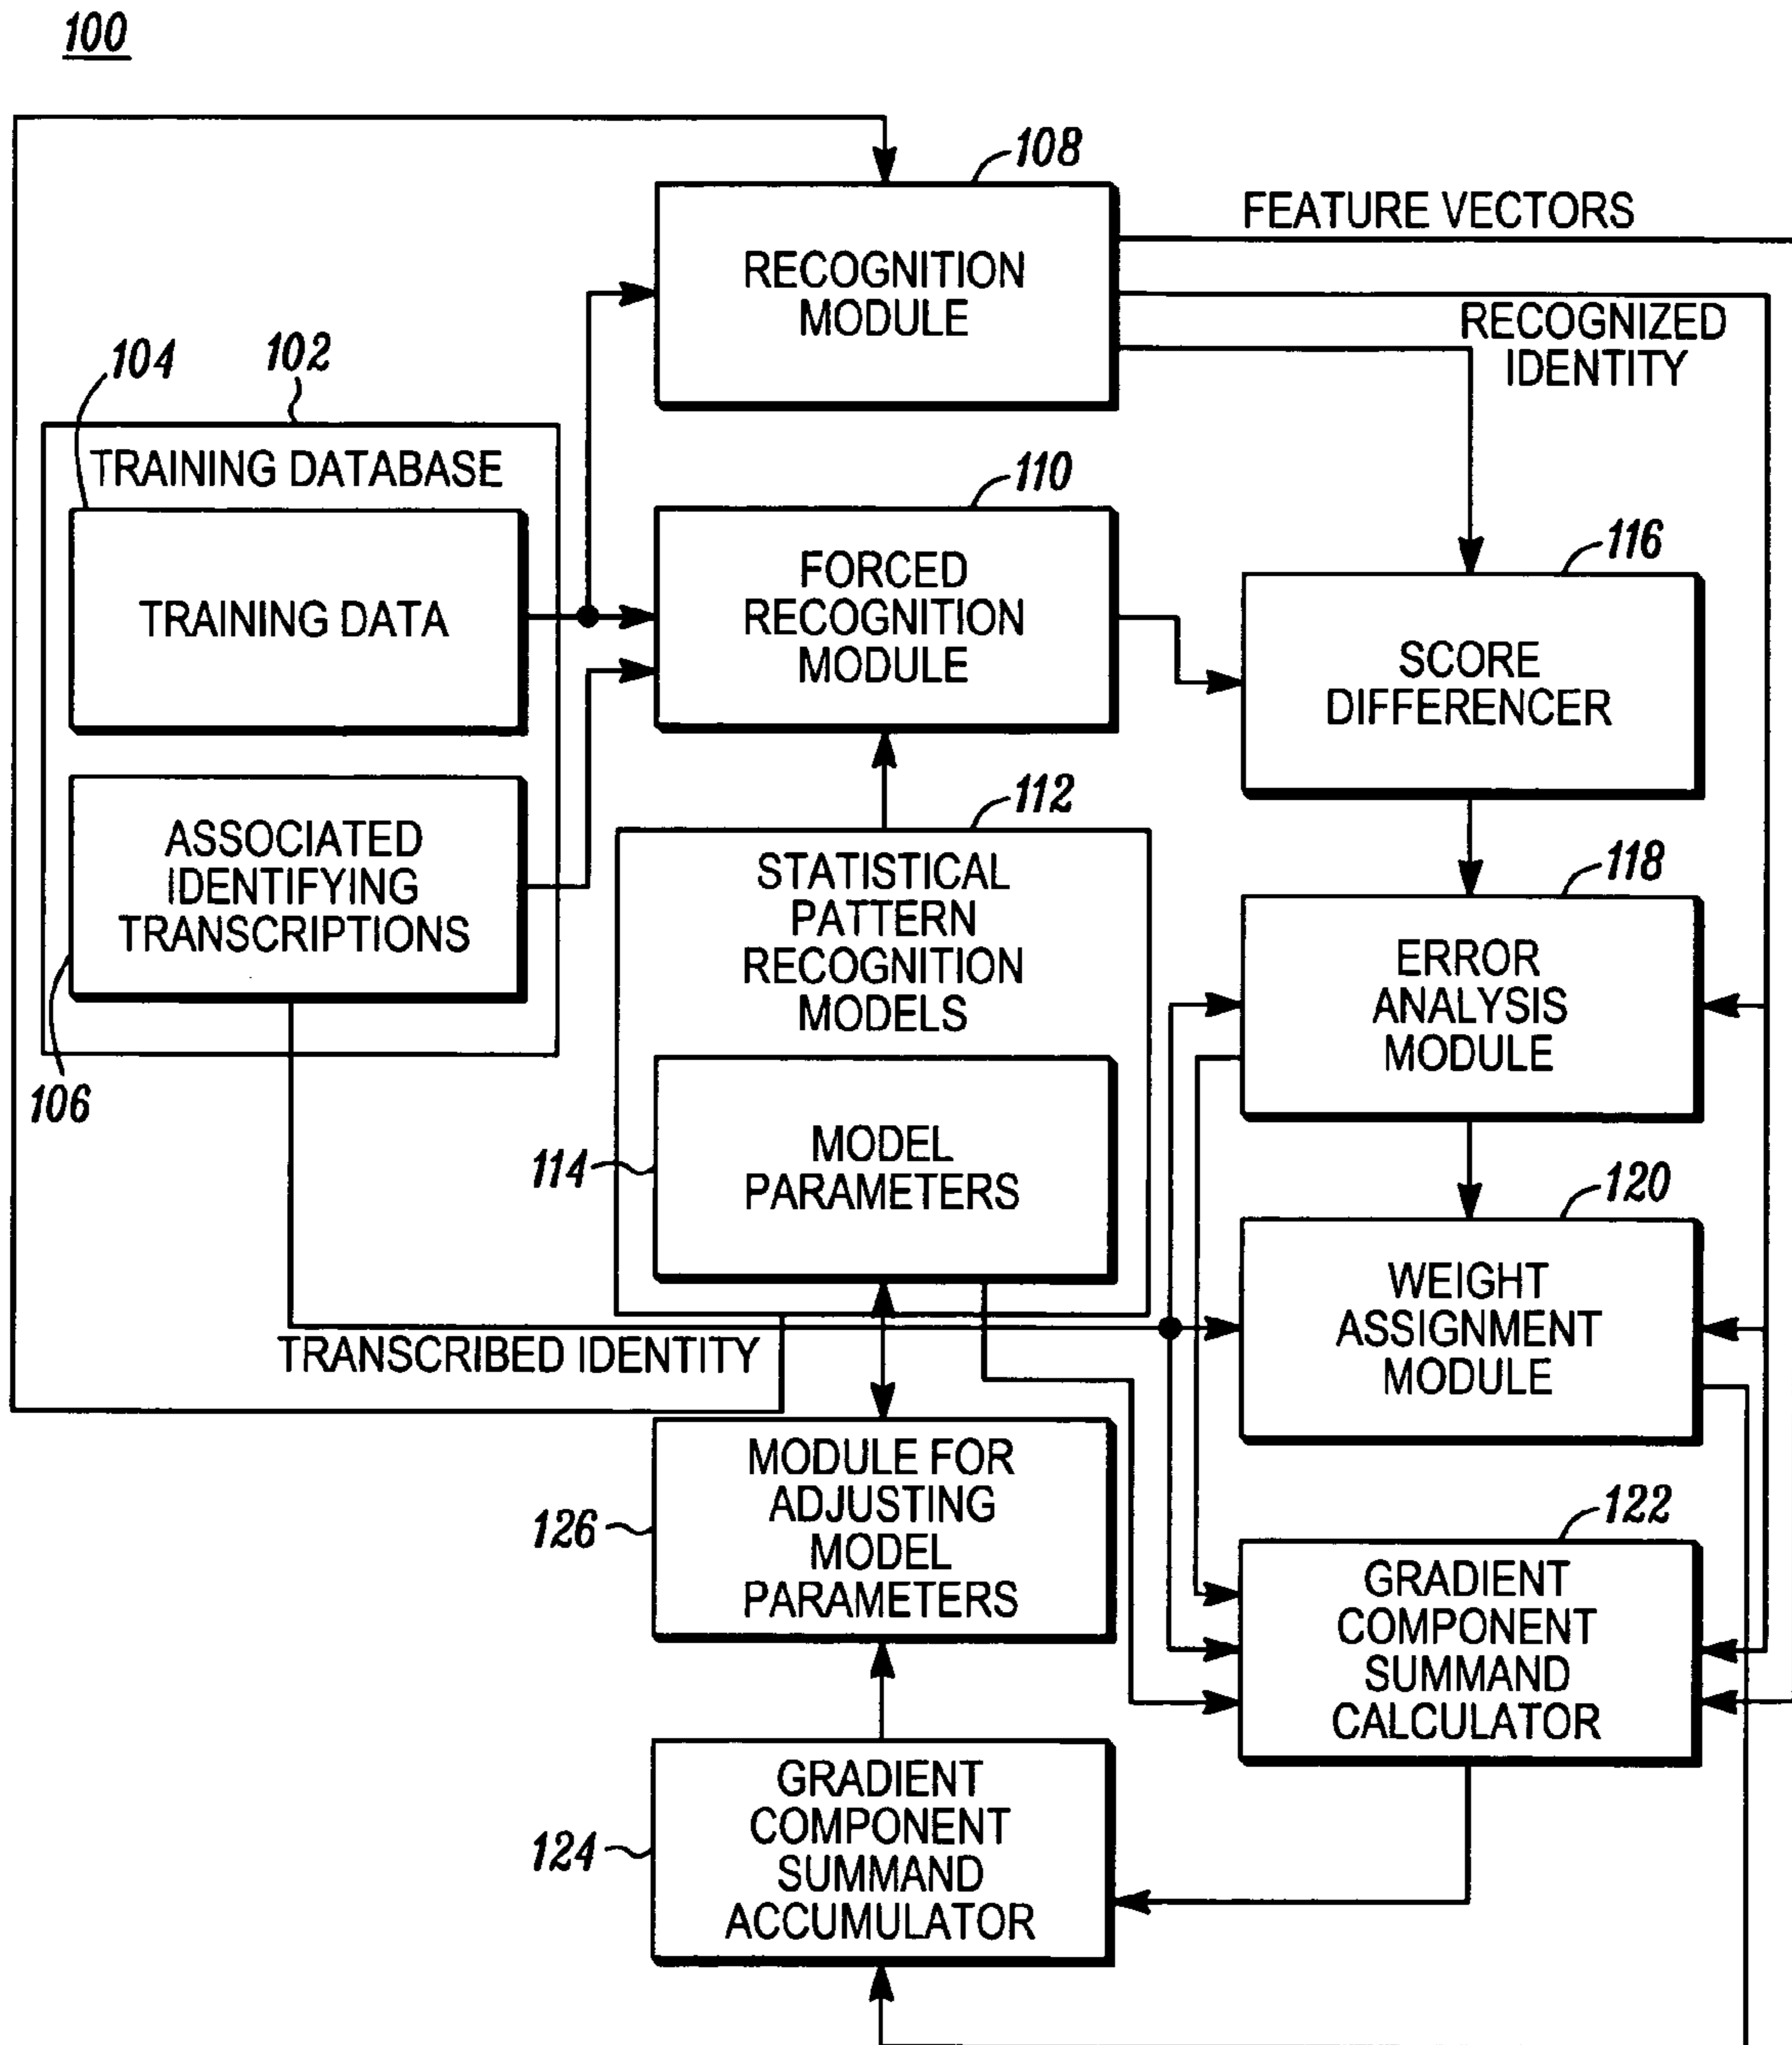 100
108
FEATURE VECTORS
RECOGNITION
MODULE
RECOGNIZED
IDENTITY
104
102
TRAINING DATABASE
TRAINING DATA
110
FORCED
RECOGNITION
MODULE
116
SCORE
DIFFERENCER
ASSOCIATED
IDENTIFYING
TRANSCRIPTIONS
106
112
STATISTICAL
PATTERN
RECOGNITION
MODELS
118
ERROR
ANALYSIS
MODULE
114
MODEL
PARAMETERS
120
WEIGHT
ASSIGNMENT
MODULE
TRANSCRIBED IDENTITY
126
MODULE FOR
ADJUSTING
MODEL
PARAMETERS
122
GRADIENT
COMPONENT
SUMMAND
CALCULATOR
124
GRADIENT
COMPONENT
SUMMAND
ACCUMULATOR